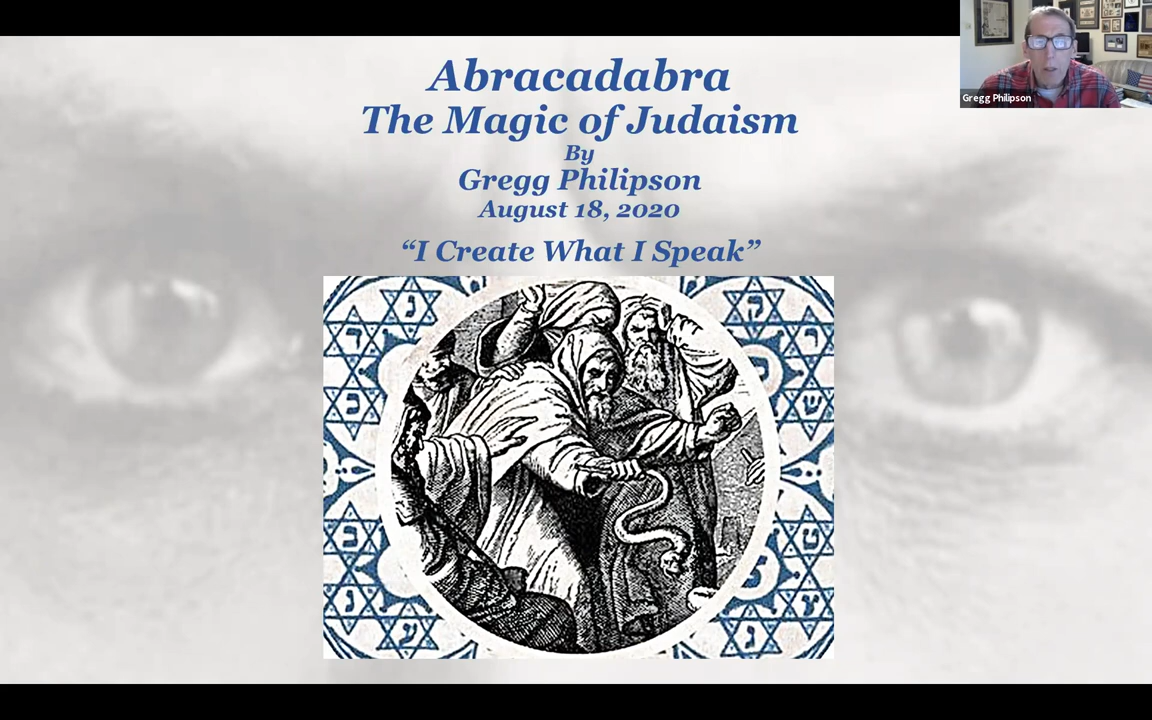 Abracadabra
The Magic of Judaism
By
Gregg Philipson
August 18, 2020
“I Create What I Speak”
Gregg Philipson